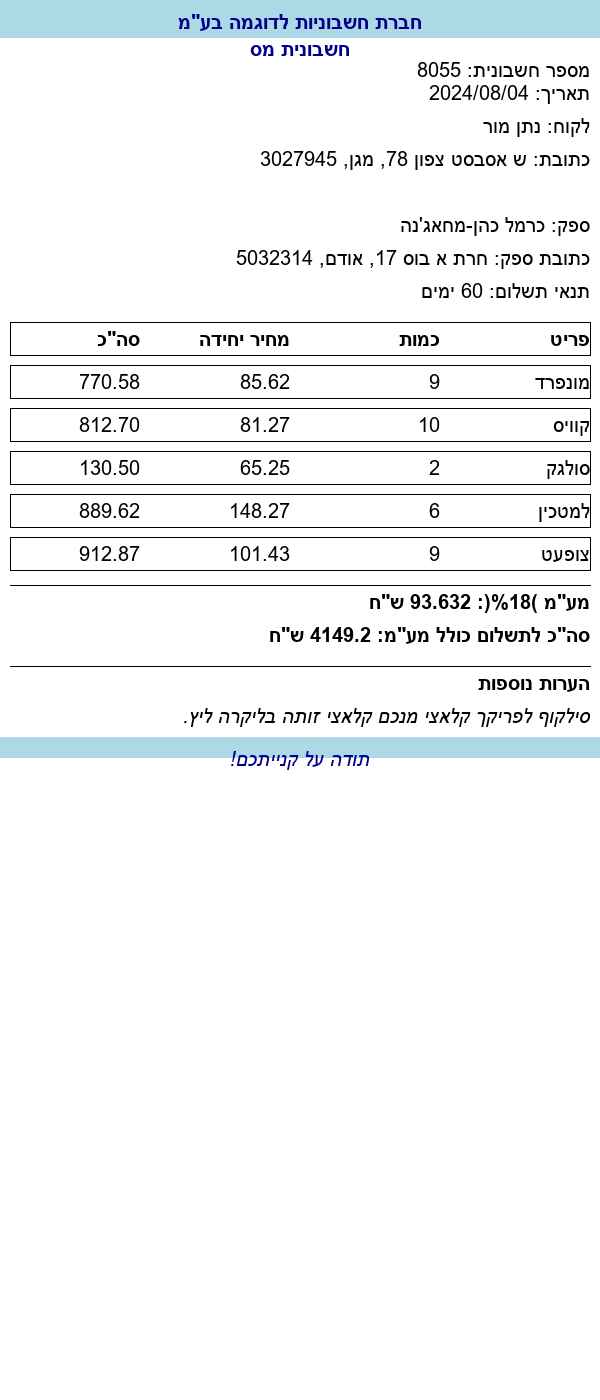 חברת חשבוניות לדוגמה בע"מ
חשבונית מס
מספר חשבונית: 8055
תאריך: 2024/08/04
לקוח: נתן מור
כתובת: ש אסבסט צפון 78, מגן, 3027945
ספק: כרמל כהן-מחאג'נה
כתובת ספק: חרת א בוס 17, אודם, 5032314
תנאי תשלום: 60 ימים
פריט כמות מחיר יחידה סה"כ
מונפרד 9 85.62 770.58
קוויס 10 81.27 812.70
סולגק 2 65.25 130.50
למטכין 6 148.27 889.62
צופעט 9 101.43 912.87
מע"מ )18%(: 93.632 ש"ח
סה"כ לתשלום כולל מע"מ: 4149.2 ש"ח
הערות נוספות
סילקוף לפריקך קלאצי מנכם קלאצי זותה בליקרה ליץ.
תודה על קנייתכם!